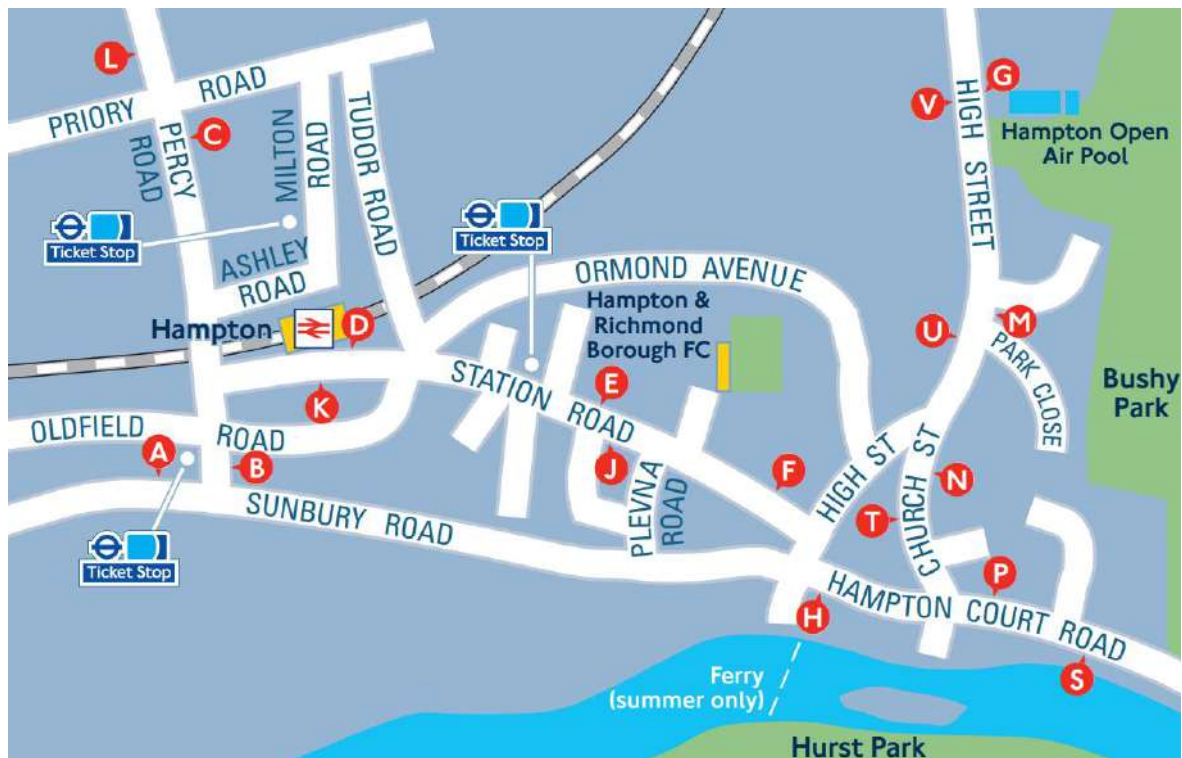 L
PRIORY ROAD
PERCY
ROAD
C
MILTON
ROAD
TUDOR ROAD
Ticket Stop
Ticket Stop
ASHLEY
ROAD
Hampton
D
V
G
HIGH STREET
Hampton Open
Air Pool
ORMOND AVENUE
Hampton &
Richmond
Borough FC
U
M
PARK CLOSE
Bushy
Park
STATION ROAD
E
K
OLDFIELD ROAD
A
B
J
F
HIGH ST
CHURCH ST
N
T
PLEVNA
ROAD
SUNBURY ROAD
Ticket Stop
P
H
HAMPTON COURT ROAD
S
Ferry
(summer only)
Hurst Park